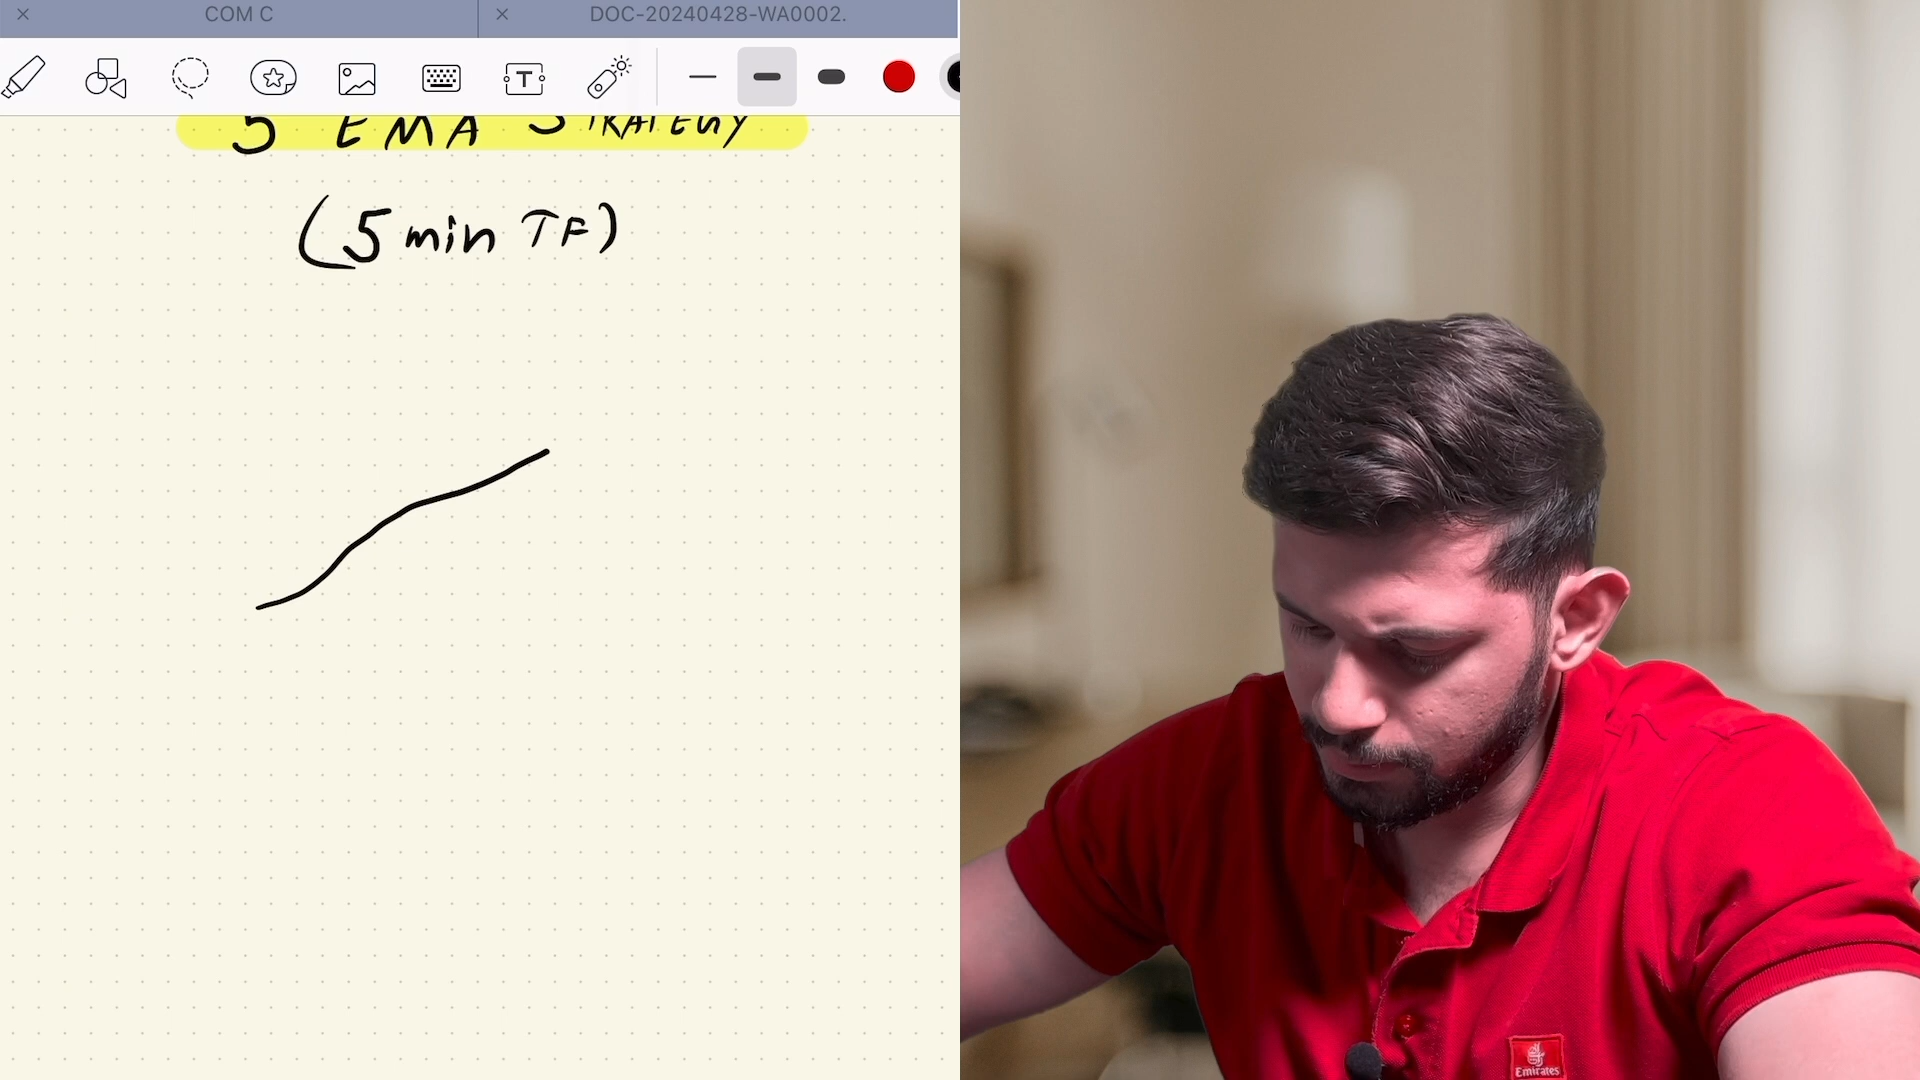 COM C
DOC-20240428-WA0002.
T
5 EMA STRATEGY
(5 min TF)
Emirates